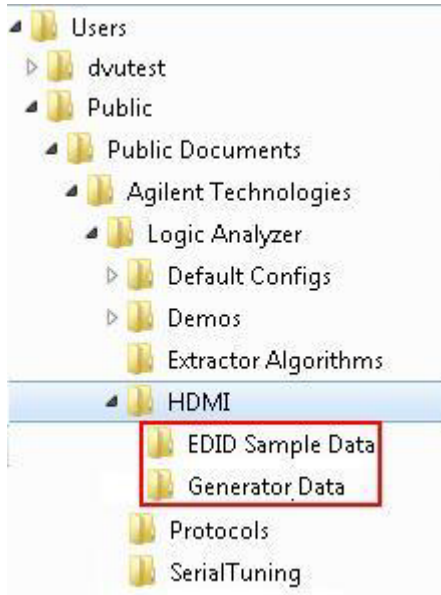 Users
dvutest
Public
Public Documents
Agilent Technologies
Logic Analyzer
Default Configs
Demos
Extractor Algorithms
HDMI
EDID Sample Data
Generator Data
Protocols
SerialTuning